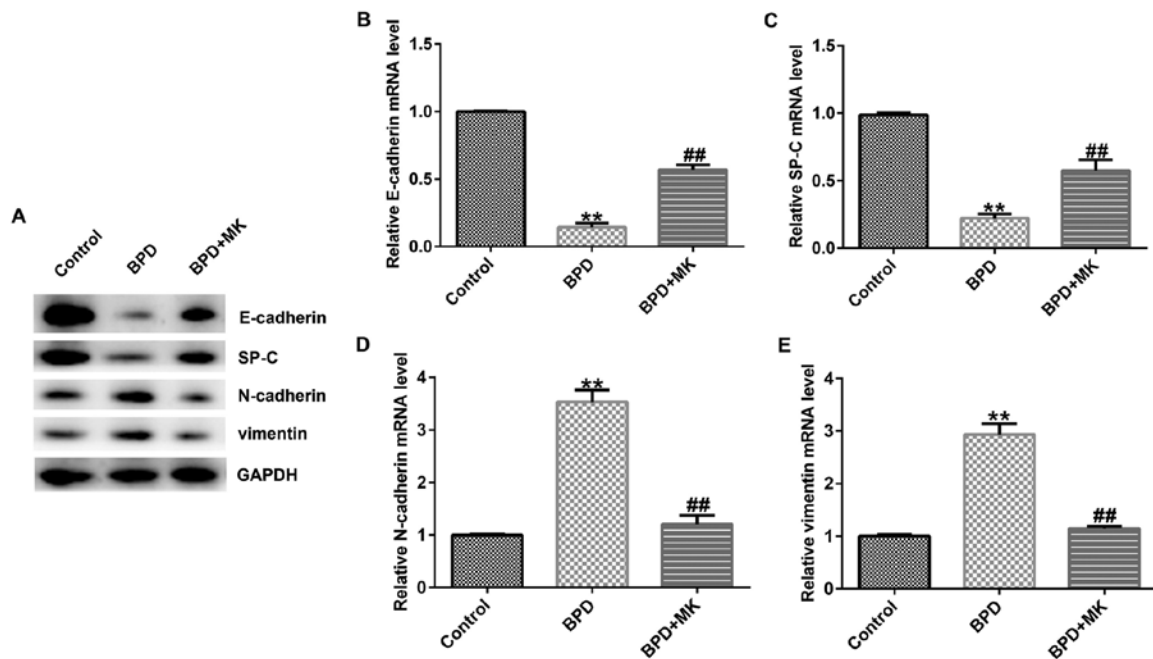 A
Control
BPD
BPD+MK
E-cadherin
SP-C
N-cadherin
vimentin
GAPDH
B
Relative E-cadherin mRNA level
1.5
1.0
0.5
0.0
**
##
Control
BPD
BPD+MK
C
Relative SP-C mRNA level
1.5
1.0
0.5
0.0
**
##
Control
BPD
BPD+MK
D
Relative N-cadherin mRNA level
4
3
2
1
0
**
##
Control
BPD
BPD+MK
E
Relative vimentin mRNA level
4
3
2
1
0
**
##
Control
BPD
BPD+MK